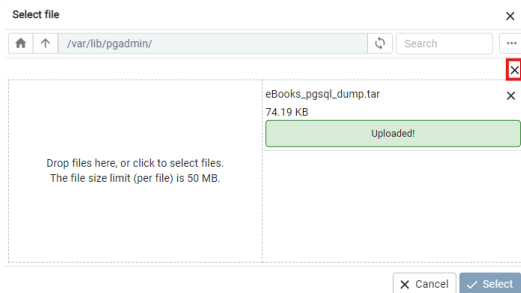 Select file
/var/lib/pgadmin/
Search
eBooks_pgsql_dump.tar
74.19 KB
Uploaded!
Drop files here, or click to select files.
The file size limit (per file) is 50 MB.
Cancel
Select